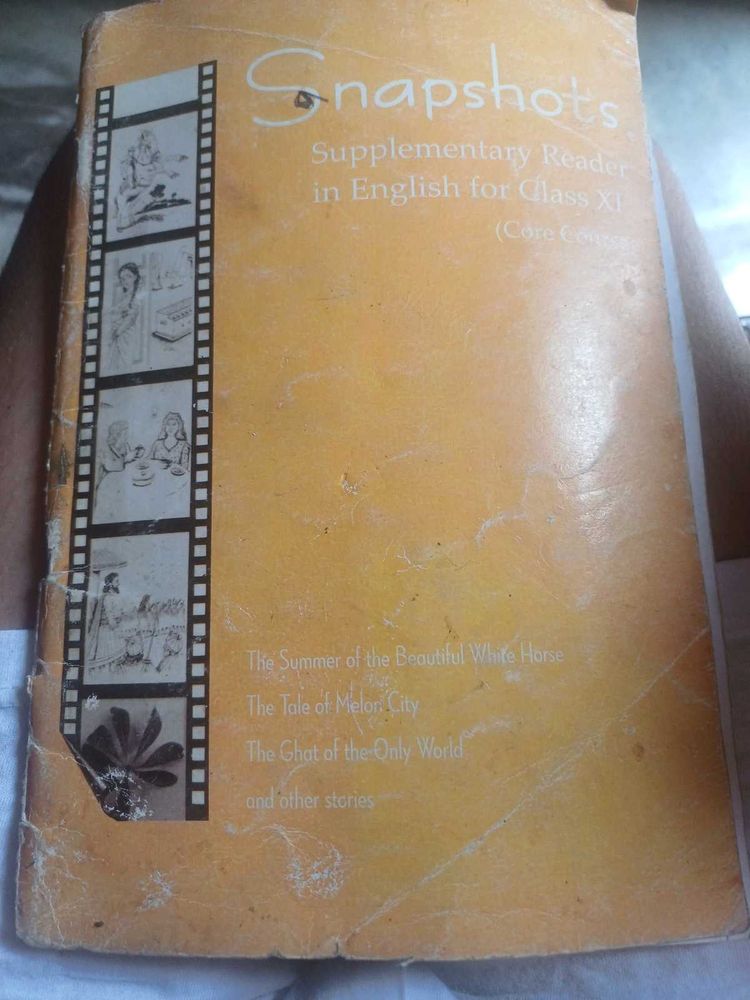 Snapshots
Supplementary Reader
in English for Class XI
(Core Course
The Summer of the Beautiful White Horse
The Tale of Melon City
The Ghat of the Only World
and other stories